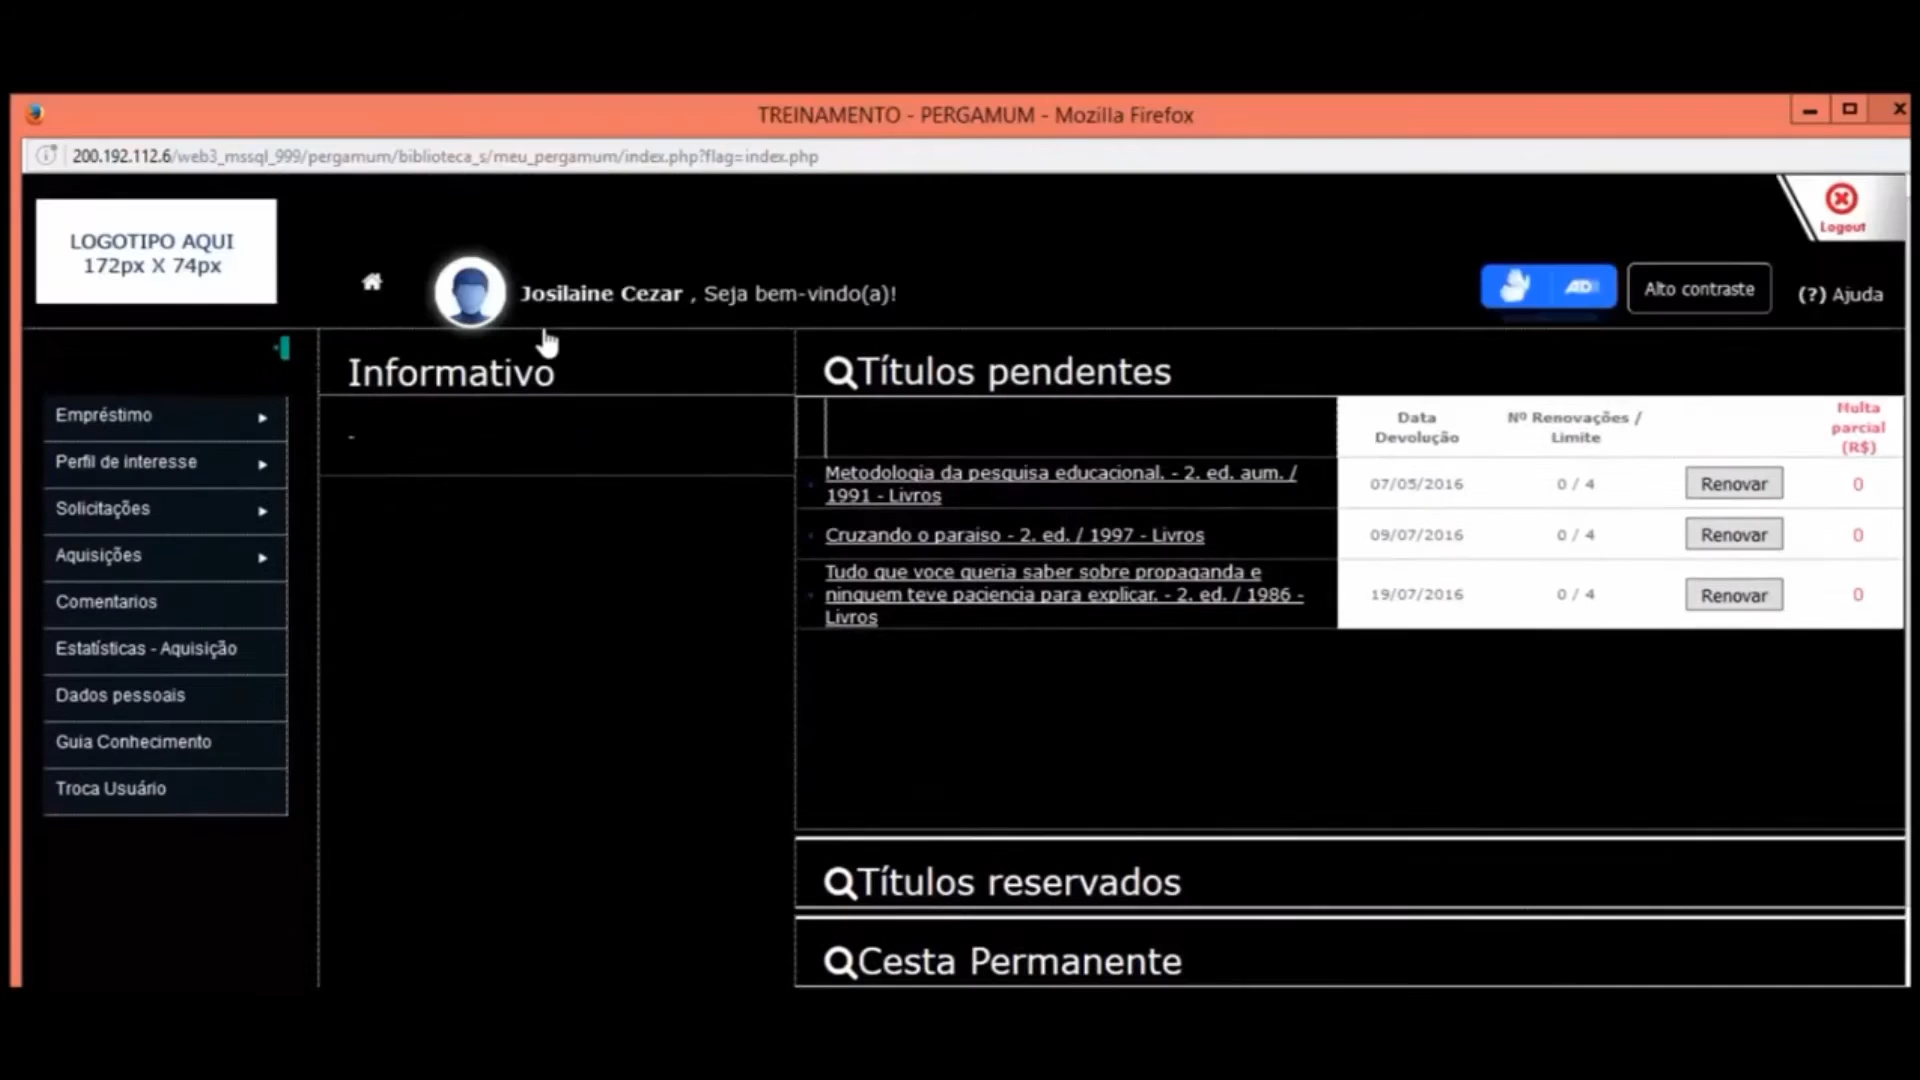 TREINAMENTO - PERGAMUM - Mozilla Firefox
200.192.112.6/web3_mssql_999/pergamum/biblioteca_s/meu_pergamum/index.php?flag=index.php
Logout
LOGOTIPO AQUI
172px X 74px
Josilaine Cezar , Seja bem-vindo(a)!
AD
Alto contraste
(?) Ajuda
Empréstimo
Perfil de interesse
Solicitações
Aquisições
Comentarios
Estatísticas - Aquisição
Dados pessoais
Guia Conhecimento
Troca Usuário
Informativo
-
Títulos pendentes
Data
Devolução
Nº Renovações /
Limite
Multa
parcial
(R$)
Metodologia da pesquisa educacional. - 2. ed. aum. /
1991 - Livros
07/05/2016
0 / 4
Renovar
0
Cruzando o paraiso - 2. ed. / 1997 - Livros
09/07/2016
0 / 4
Renovar
0
Tudo que voce queria saber sobre propaganda e
ninguem teve paciencia para explicar. - 2. ed. / 1986 -
Livros
19/07/2016
0 / 4
Renovar
0
Títulos reservados
Cesta Permanente